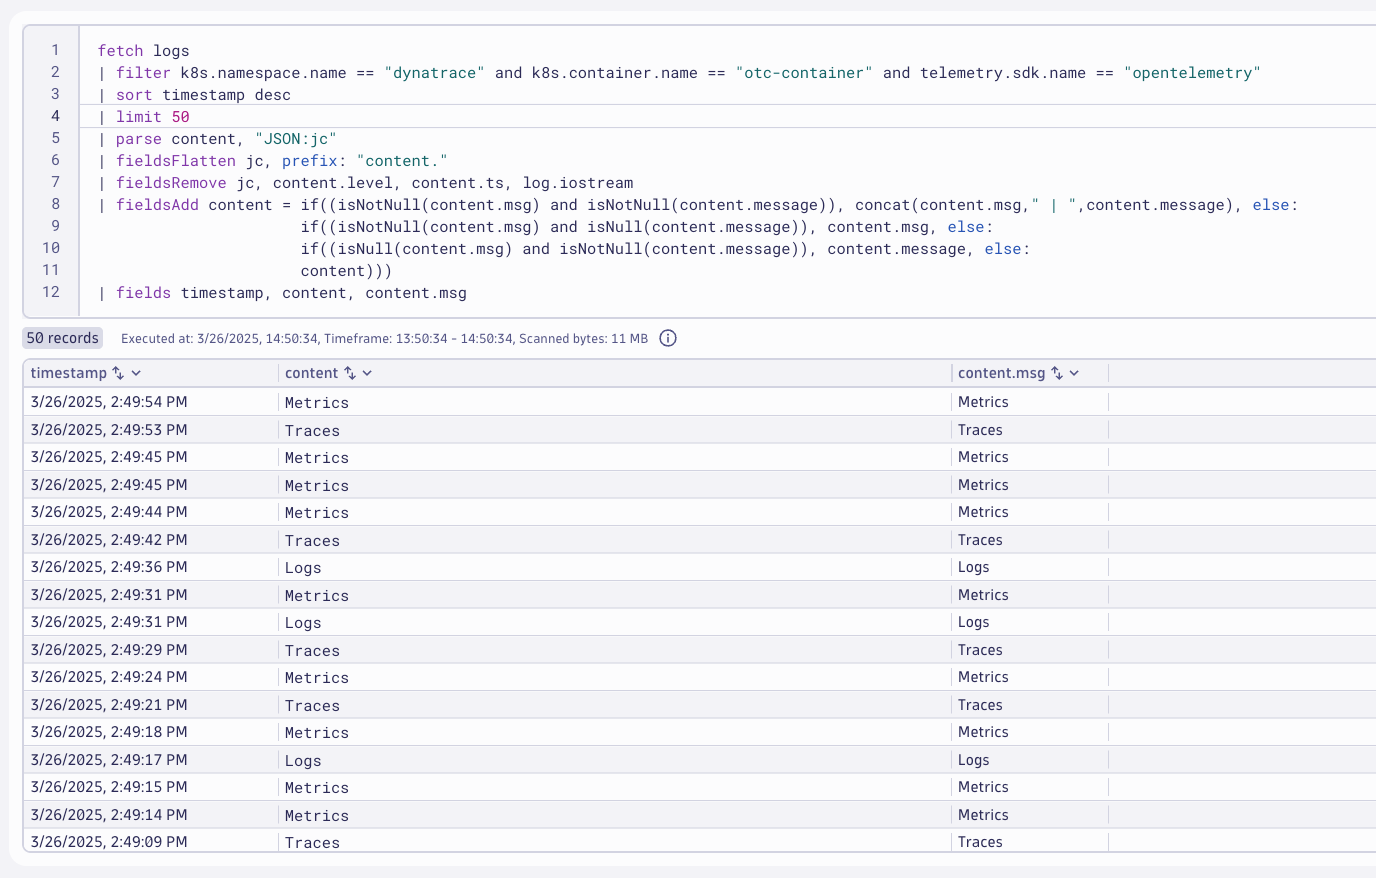 1 fetch logs
2 | filter k8s.namespace.name == "dynatrace" and k8s.container.name == "otc-container" and telemetry.sdk.name == "opentelemetry"
3 | sort timestamp desc
4 | limit 50
5 | parse content, "JSON:jc"
6 | fieldsFlatten jc, prefix: "content."
7 | fieldsRemove jc, content.level, content.ts, log.iostream
8 | fieldsAdd content = if((isNotNull(content.msg) and isNotNull(content.message)), concat(content.msg," | ",content.message), else:
9 if((isNotNull(content.msg) and isNull(content.message)), content.msg, else:
10 if((isNull(content.msg) and isNotNull(content.message)), content.message, else:
11 content)))
12 | fields timestamp, content, content.msg
50 records Executed at: 3/26/2025, 14:50:34, Timeframe: 13:50:34 - 14:50:34, Scanned bytes: 11 MB
timestamp content content.msg
3/26/2025, 2:49:54 PM Metrics Metrics
3/26/2025, 2:49:53 PM Traces Traces
3/26/2025, 2:49:45 PM Metrics Metrics
3/26/2025, 2:49:45 PM Metrics Metrics
3/26/2025, 2:49:44 PM Metrics Metrics
3/26/2025, 2:49:42 PM Traces Traces
3/26/2025, 2:49:36 PM Logs Logs
3/26/2025, 2:49:31 PM Metrics Metrics
3/26/2025, 2:49:31 PM Logs Logs
3/26/2025, 2:49:29 PM Traces Traces
3/26/2025, 2:49:24 PM Metrics Metrics
3/26/2025, 2:49:21 PM Traces Traces
3/26/2025, 2:49:18 PM Metrics Metrics
3/26/2025, 2:49:17 PM Logs Logs
3/26/2025, 2:49:15 PM Metrics Metrics
3/26/2025, 2:49:14 PM Metrics Metrics
3/26/2025, 2:49:09 PM Traces Traces